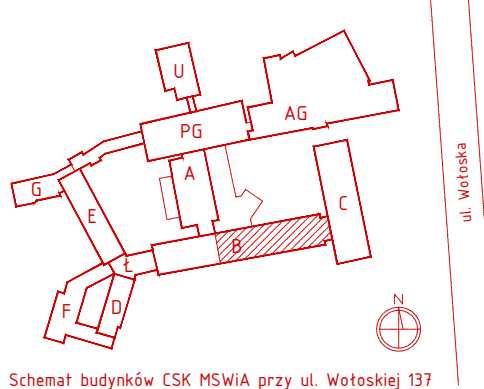 U
PG
AG
A
G
E
C
B
Ł
F
D
ul. Wołoska
N
Schemat budynków CSK MSWiA przy ul. Wołoskiej 137